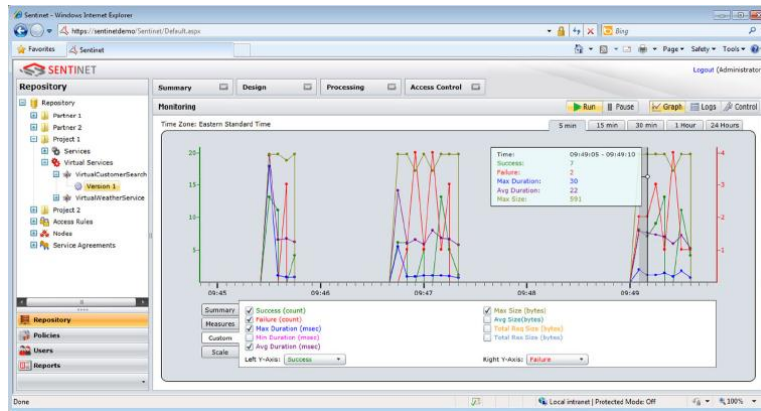 Sentinet - Windows Internet Explorer
https://sentinetdemo/Sentinet/Default.aspx
Bing
Favorites
Sentinet
Page
Safety
Tools
SENTINET
Logout (Administrator
Repository
Summary
Design
Processing
Access Control
Repository
Partner 1
Partner 2
Project 1
Services
Virtual Services
VirtualCustomerSearch
Version 1
VirtualWeatherService
Project 2
Access Rules
Nodes
Service Agreements
Repository
Policies
Users
Reports
Monitoring
Run
Pause
Graph
Logs
Control
Time Zone: Eastern Standard Time
5 min
15 min
30 min
1 Hour
24 Hours
20
15
10
5
4
3
2
1
Time: 09:49:05 - 09:49:10
Success: 7
Failure: 2
Max Duration: 30
Avg Duration: 22
Max Size: 591
09:45
09:46
09:47
09:48
09:49
Summary
Measures
Custom
Scale
Success (count)
Failure (count)
Max Duration (msec)
Min Duration (msec)
Avg Duration (msec)
Max Size (bytes)
Avg Size(bytes)
Total Req Size (bytes)
Total Res Size (bytes)
Left Y-Axis: Success
Right Y-Axis: Failure
Done
Local intranet | Protected Mode: Off
100%